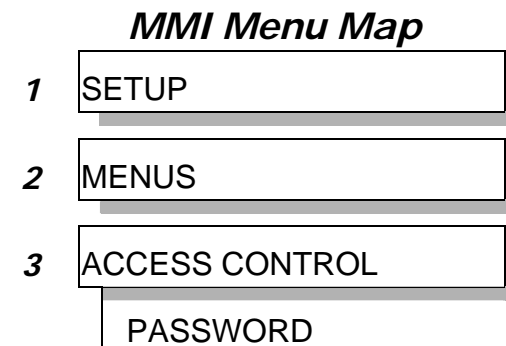 MMI Menu Map
1 SETUP
2 MENUS
3 ACCESS CONTROL
PASSWORD